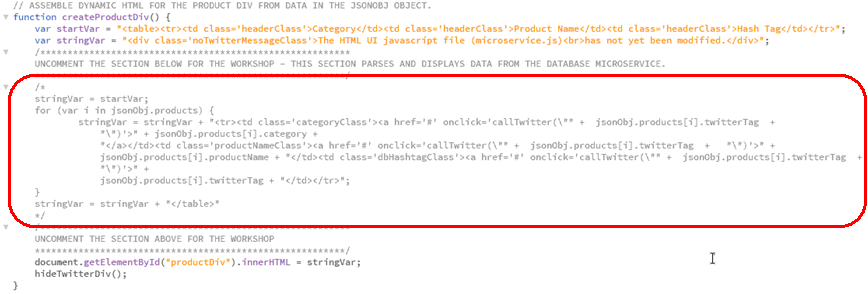 // ASSEMBLE DYNAMIC HTML FOR THE PRODUCT DIV FROM DATA IN THE JSONOBJ OBJECT.
function createProductDiv() {
var startVar = "<table><tr><td class='headerClass'>Category</td><td class='headerClass'>Product Name</td><td class='headerClass'>Hash Tag</td></tr>";
var stringVar = "<div class='noTwitterMessageClass'>The HTML UI javascript file (microservice.js)<br>has not yet been modified.</div>";
/*******************************************************
UNCOMMENT THE SECTION BELOW FOR THE WORKSHOP - THIS SECTION PARSES AND DISPLAYS DATA FROM THE DATABASE MICROSERVICE.
*******************************************************/
/*
stringVar = startVar;
for (var i in jsonObj.products) {
stringVar = stringVar + "<tr><td class='categoryClass'><a href='#' onclick='callTwitter(\"" + jsonObj.products[i].twitterTag +
"\")'>" + jsonObj.products[i].category +
"</a></td><td class='productNameClass'><a href='#' onclick='callTwitter(\"" + jsonObj.products[i].twitterTag + "\")'>" +
jsonObj.products[i].productName + "</td><td class='dbHashtagClass'><a href='#' onclick='callTwitter(\"" + jsonObj.products[i].twitterTag +
"\")'>" +
jsonObj.products[i].twitterTag + "</td></tr>";
}
stringVar = stringVar + "</table>"
*/
/*******************************************************
UNCOMMENT THE SECTION ABOVE FOR THE WORKSHOP
*******************************************************/
document.getElementById("productDiv").innerHTML = stringVar;
hideTwitterDiv();
}